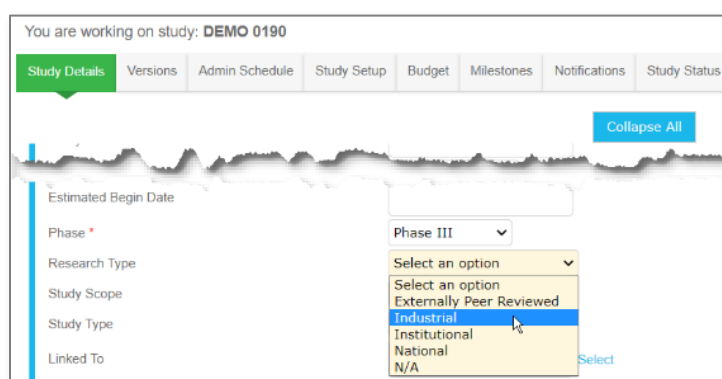 You are working on study: DEMO 0190
Study Details Versions Admin Schedule Study Setup Budget Milestones Notifications Study Status
Collapse All
Estimated Begin Date
Phase * Phase III
Research Type Select an option
Select an option
Study Scope
Externally Peer Reviewed
Industrial
Study Type
Institutional
National
Linked To Select
N/A